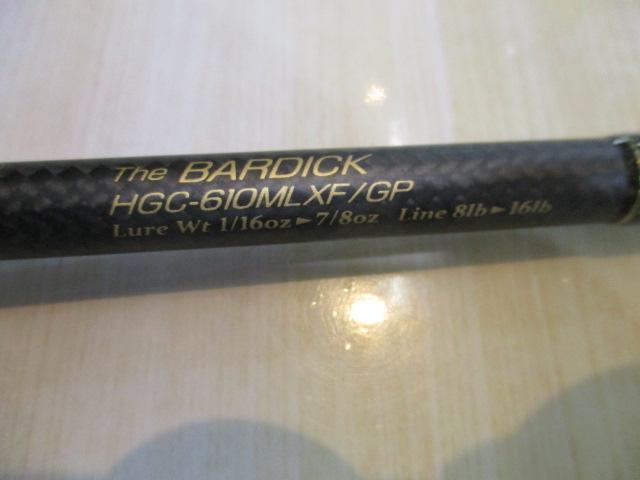 The BARDICK
HGC-610MLXF/GP
Lure Wt 1/16oz►7/8oz Line 8lb►16lb